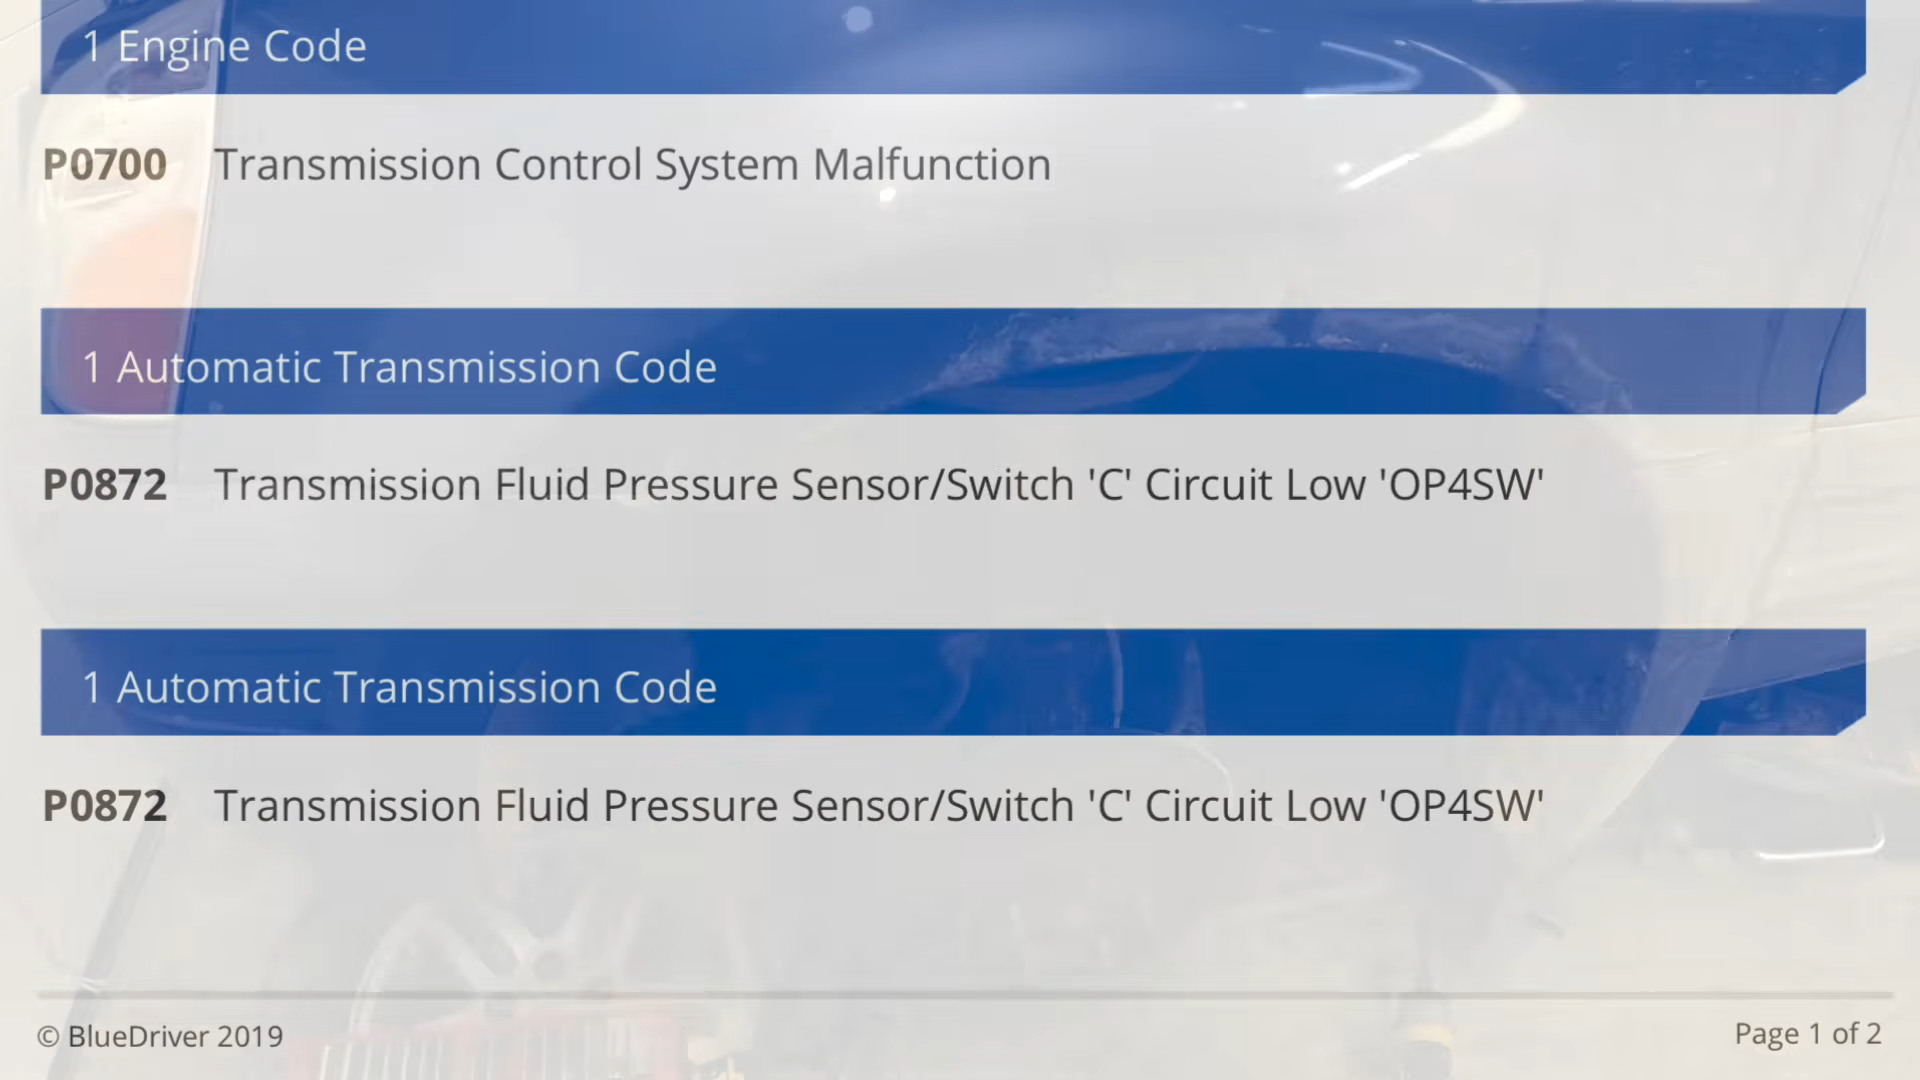 1 Engine Code
P0700 Transmission Control System Malfunction
1 Automatic Transmission Code
P0872 Transmission Fluid Pressure Sensor/Switch 'C' Circuit Low 'OP4SW'
1 Automatic Transmission Code
P0872 Transmission Fluid Pressure Sensor/Switch 'C' Circuit Low 'OP4SW'
© BlueDriver 2019
Page 1 of 2